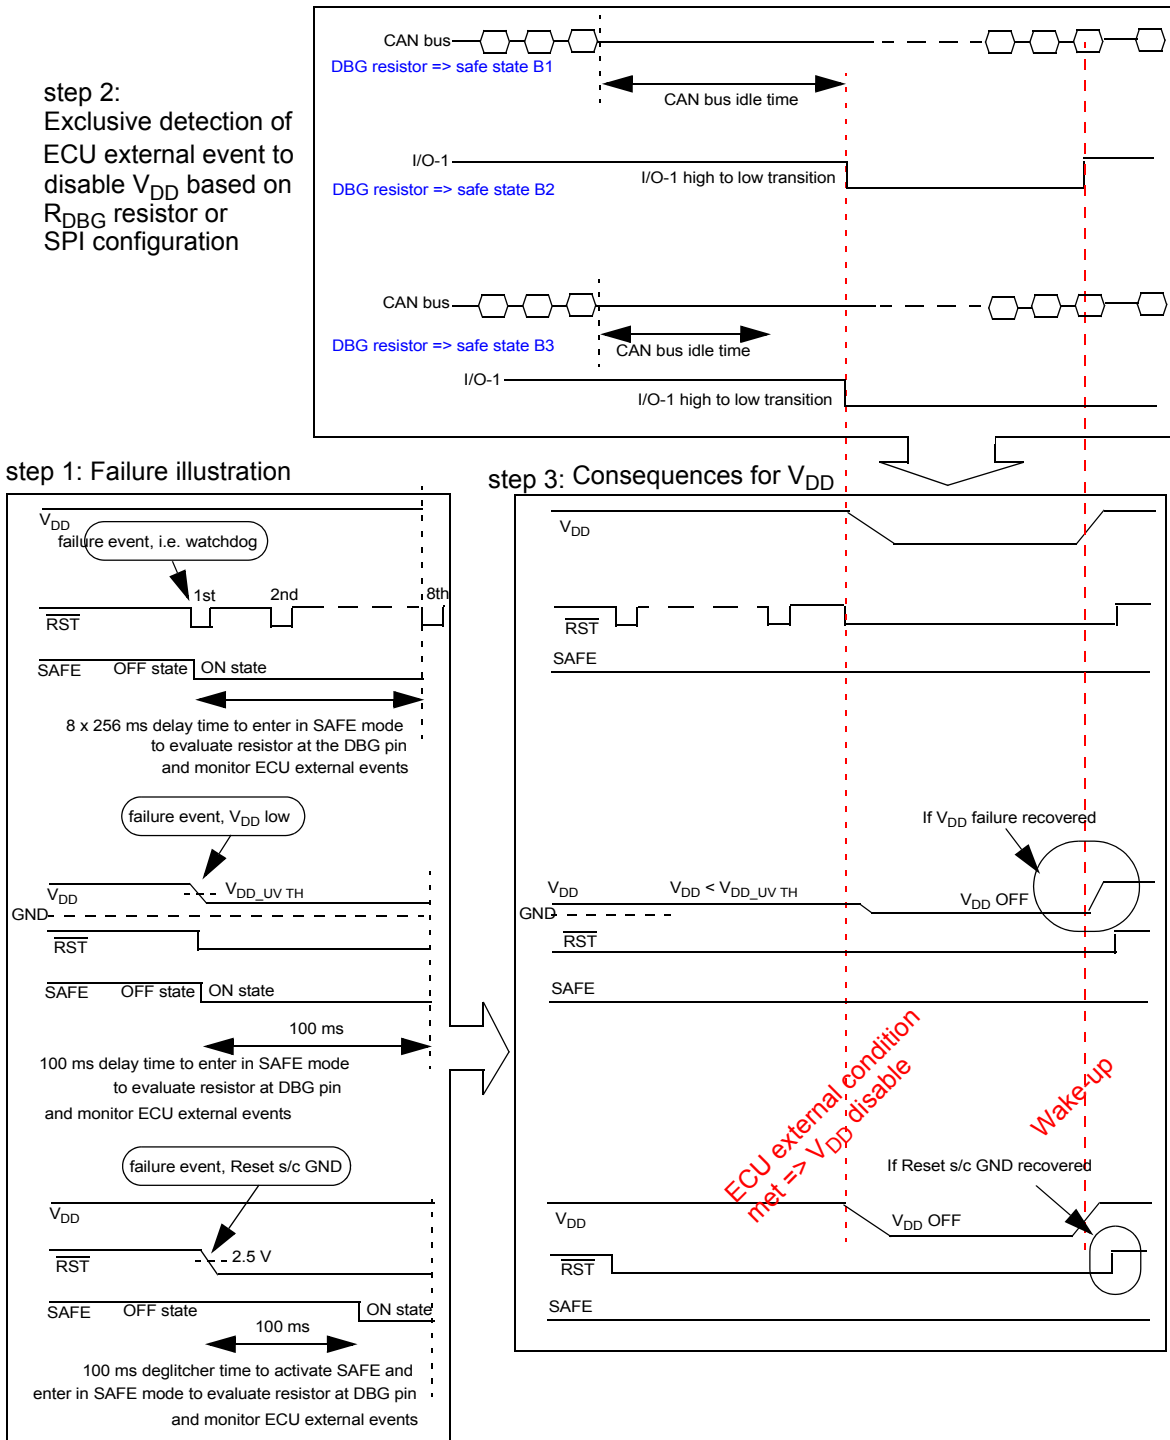 step 2:
Exclusive detection of
ECU external event to
disable VDD based on
RDBG resistor or
SPI configuration
CAN bus
DBG resistor => safe state B1
CAN bus idle time
I/O-1
I/O-1 high to low transition
DBG resistor => safe state B2
CAN bus
DBG resistor => safe state B3
CAN bus idle time
I/O-1
I/O-1 high to low transition
step 1: Failure illustration
VDD
failure event, i.e. watchdog
1st
2nd
8th
RST
SAFE
OFF state
ON state
8 x 256 ms delay time to enter in SAFE mode
to evaluate resistor at the DBG pin
and monitor ECU external events
failure event, VDD low
VDD
VDD_UV TH
GND
RST
SAFE
OFF state
ON state
100 ms
100 ms delay time to enter in SAFE mode
to evaluate resistor at DBG pin
and monitor ECU external events
failure event, Reset s/c GND
VDD
RST
2.5 V
SAFE
OFF state
ON state
100 ms
100 ms deglitcher time to activate SAFE and
enter in SAFE mode to evaluate resistor at DBG pin
and monitor ECU external events
step 3: Consequences for VDD
VDD
RST
SAFE
If VDD failure recovered
VDD
VDD < VDD_UV TH
VDD OFF
GND
RST
SAFE
ECU external condition
met => VDD disable
Wake-up
If Reset s/c GND recovered
VDD
VDD OFF
RST
SAFE